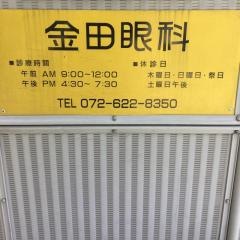 金田眼科
■診療時間
午前 AM 9:00-12:00
午後 PM 4:30-7:30
■休診日
木曜日・日曜日・祭日
土曜日午後
TEL 072-622-8350